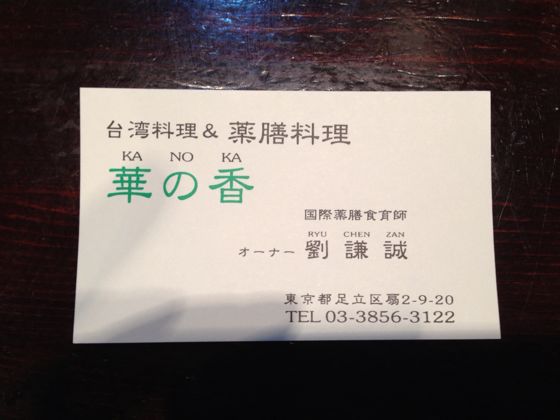 台湾料理＆薬膳料理
KA NO KA
華の香
国際薬膳食育師
RYU CHEN ZAN
オーナー 劉謙誠
東京都足立区扇2-9-20
TEL 03-3856-3122